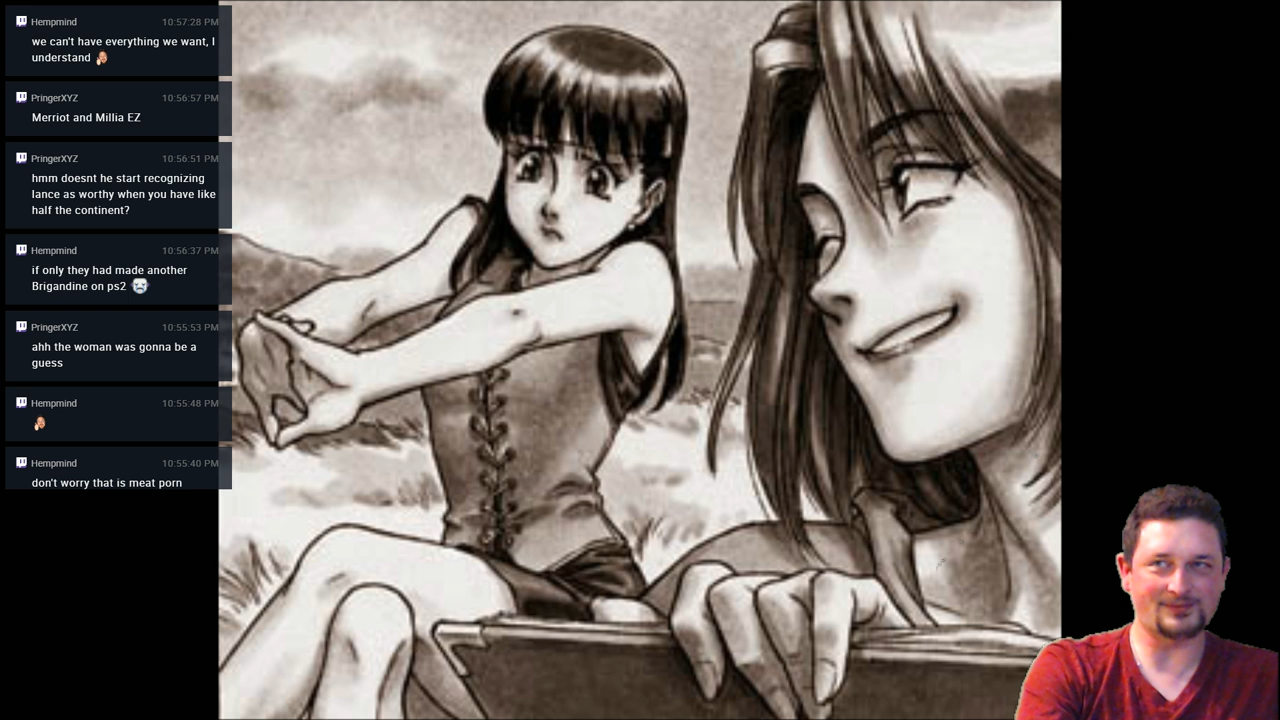 Hempmind 10:57:28 PM
we can't have everything we want, I
understand
PringerXYZ 10:56:57 PM
Merriot and Millia EZ
PringerXYZ 10:56:51 PM
hmm doesnt he start recognizing
lance as worthy when you have like
half the continent?
Hempmind 10:56:37 PM
if only they had made another
Brigandine on ps2
PringerXYZ 10:55:53 PM
ahh the woman was gonna be a
guess
Hempmind 10:55:48 PM
Hempmind 10:55:40 PM
don't worry that is meat porn